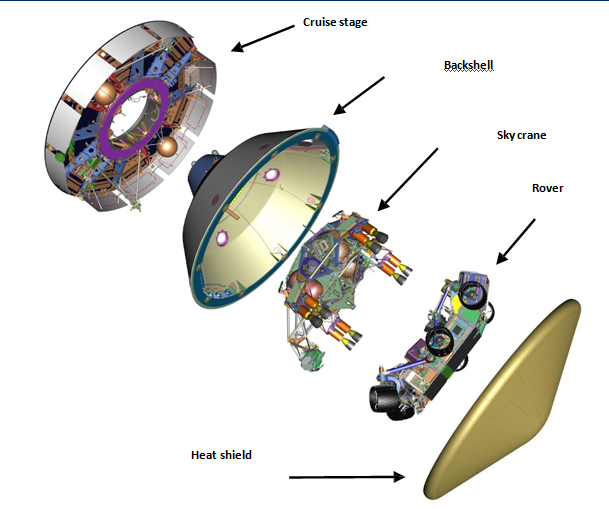 Cruise stage
Backshell
Sky crane
Rover
Heat shield